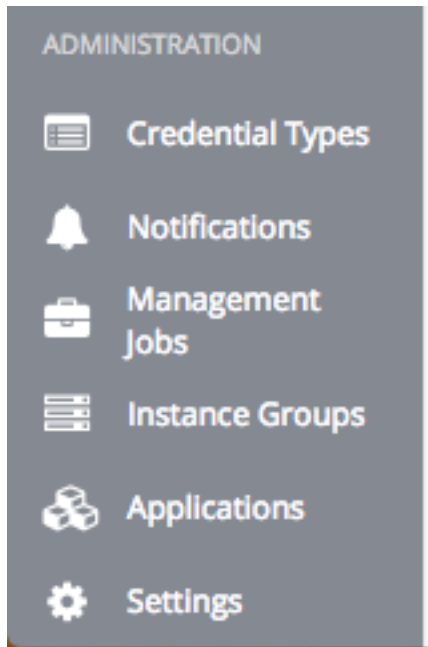 ADMINISTRATION
Credential Types
Notifications
Management
Jobs
Instance Groups
Applications
Settings